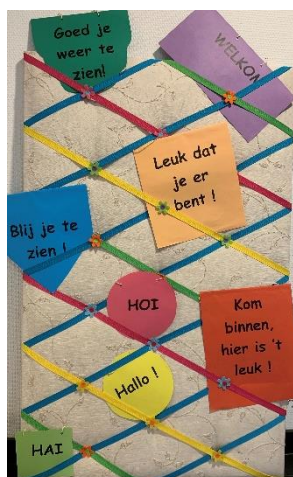 Goed je
weer te
zien!
WELKOM
Leuk dat
je er
bent !
Blij je te
zien !
HOI
Kom
binnen,
hier is 't
leuk !
Hallo !
HAI